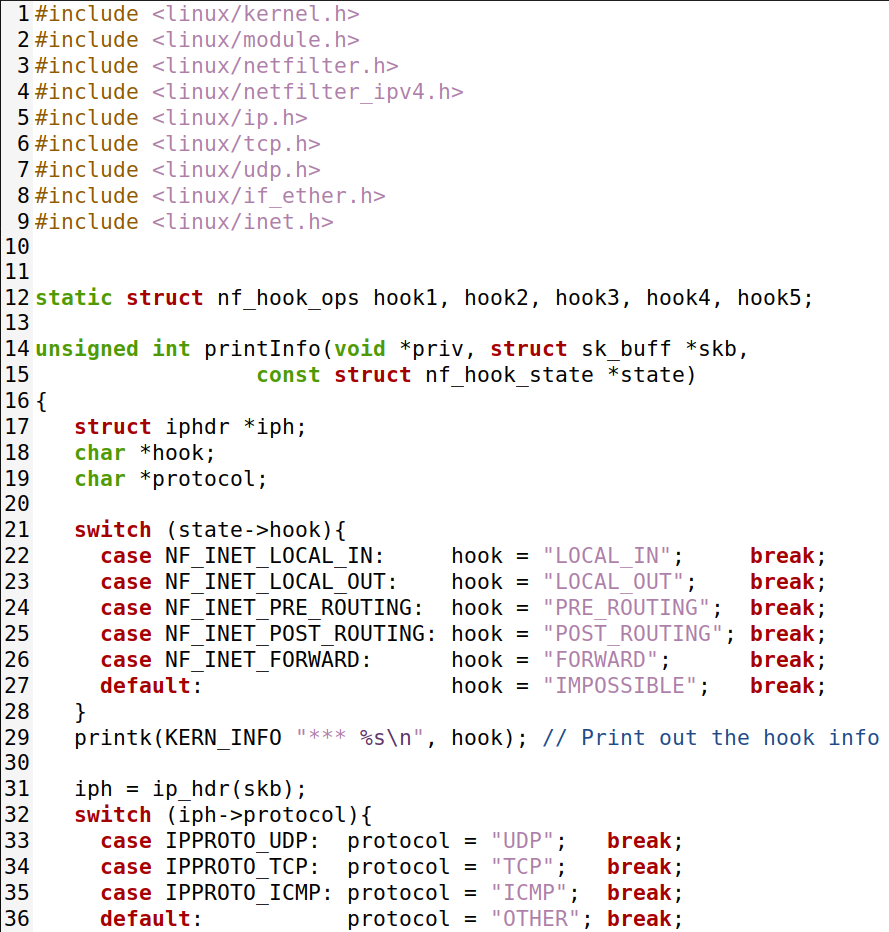 1 #include <linux/kernel.h>
2 #include <linux/module.h>
3 #include <linux/netfilter.h>
4 #include <linux/netfilter_ipv4.h>
5 #include <linux/ip.h>
6 #include <linux/tcp.h>
7 #include <linux/udp.h>
8 #include <linux/if_ether.h>
9 #include <linux/inet.h>
10
11
12 static struct nf_hook_ops hook1, hook2, hook3, hook4, hook5;
13
14 unsigned int printInfo(void *priv, struct sk_buff *skb,
15                  const struct nf_hook_state *state)
16 {
17    struct iphdr *iph;
18    char *hook;
19    char *protocol;
20
21    switch (state->hook){
22      case NF_INET_LOCAL_IN:     hook = "LOCAL_IN";     break;
23      case NF_INET_LOCAL_OUT:    hook = "LOCAL_OUT";    break;
24      case NF_INET_PRE_ROUTING:  hook = "PRE_ROUTING";  break;
25      case NF_INET_POST_ROUTING: hook = "POST_ROUTING"; break;
26      case NF_INET_FORWARD:      hook = "FORWARD";      break;
27      default:                   hook = "IMPOSSIBLE";   break;
28    }
29    printk(KERN_INFO "*** %s\n", hook); // Print out the hook info
30
31    iph = ip_hdr(skb);
32    switch (iph->protocol){
33      case IPPROTO_UDP:  protocol = "UDP";   break;
34      case IPPROTO_TCP:  protocol = "TCP";   break;
35      case IPPROTO_ICMP: protocol = "ICMP";  break;
36      default:           protocol = "OTHER"; break;